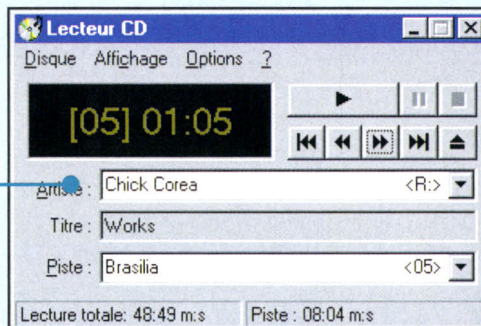 Lecteur CD
Disque Affichage Options ?
[05] 01:05
Artiste : Chick Corea <R:>
Titre : Works
Piste : Brasilia <05>
Lecture totale: 48:49 m:s Piste : 08:04 m:s